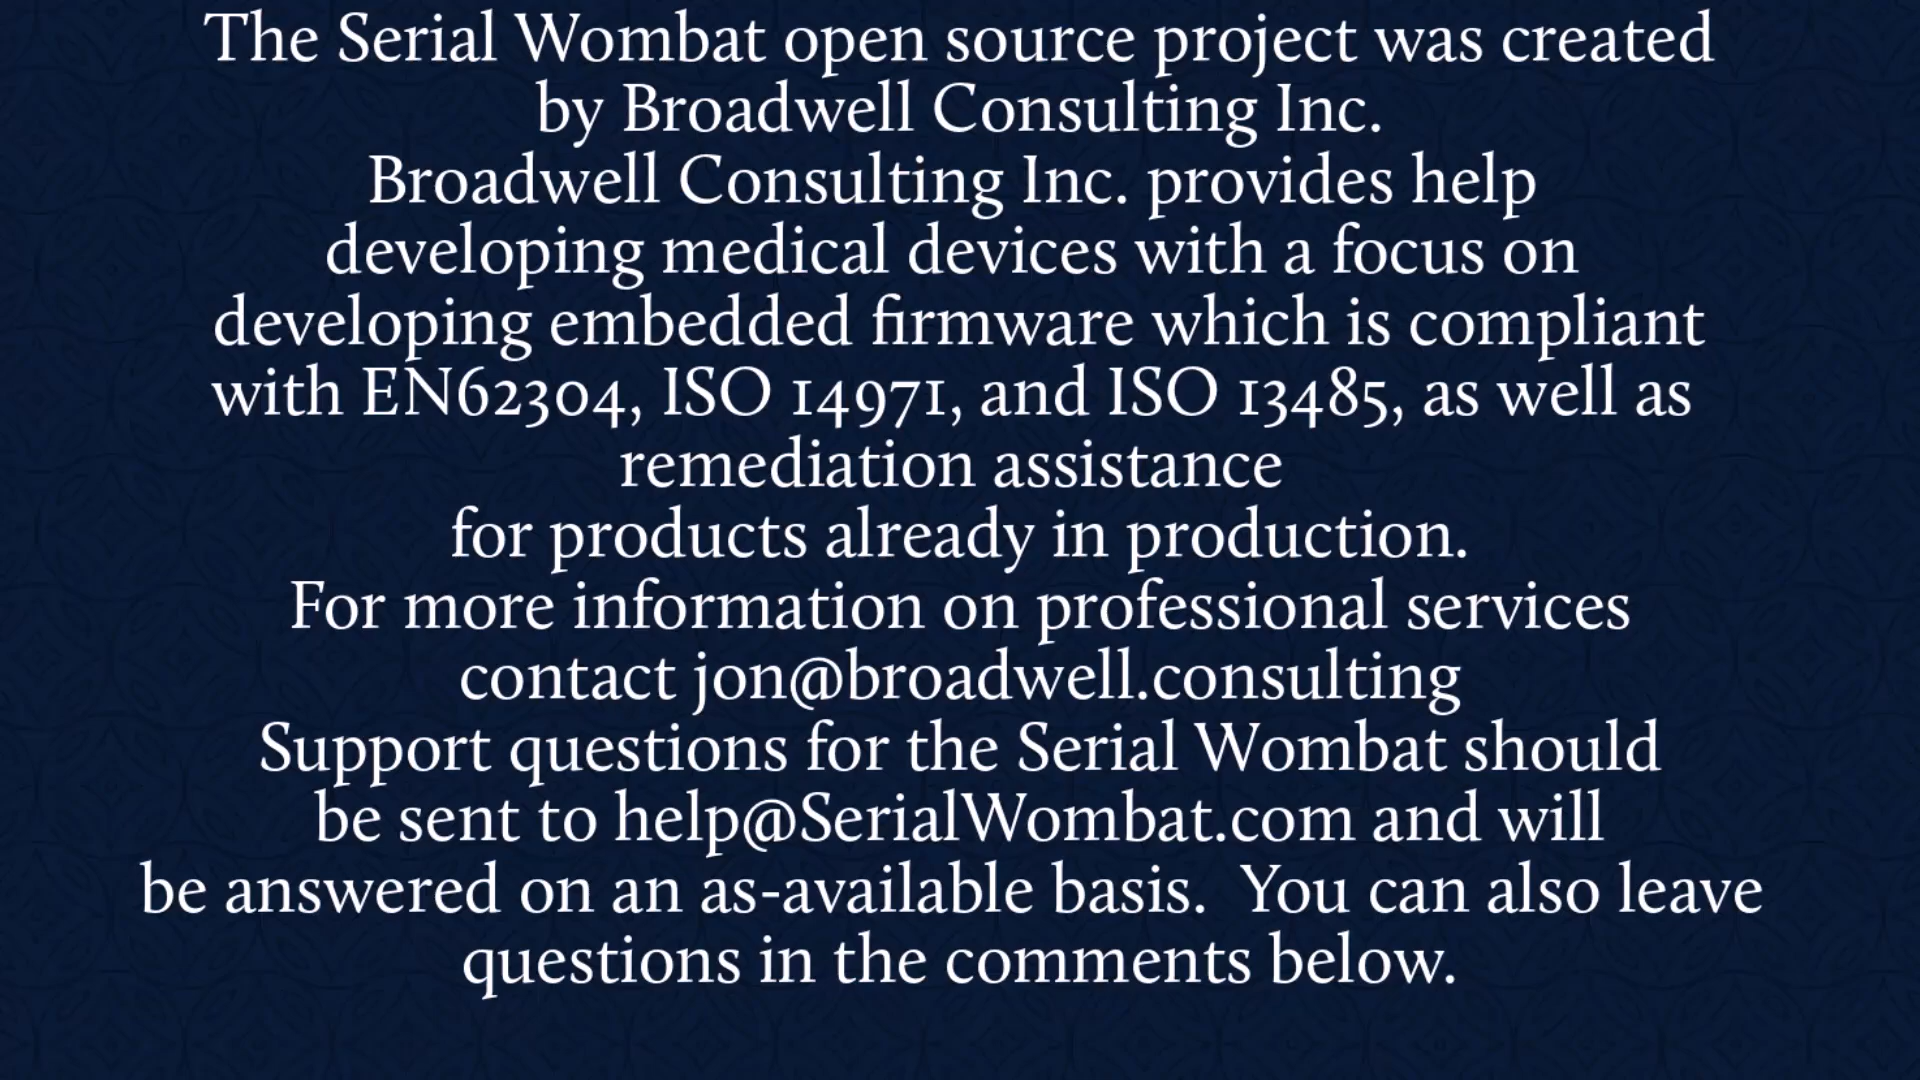 The Serial Wombat open source project was created
by Broadwell Consulting Inc.
Broadwell Consulting Inc. provides help
developing medical devices with a focus on
developing embedded firmware which is compliant
with EN62304, ISO 14971, and ISO 13485, as well as
remediation assistance
for products already in production.
For more information on professional services
contact jon@broadwell.consulting
Support questions for the Serial Wombat should
be sent to help@SerialWombat.com and will
be answered on an as-available basis.  You can also leave
questions in the comments below.